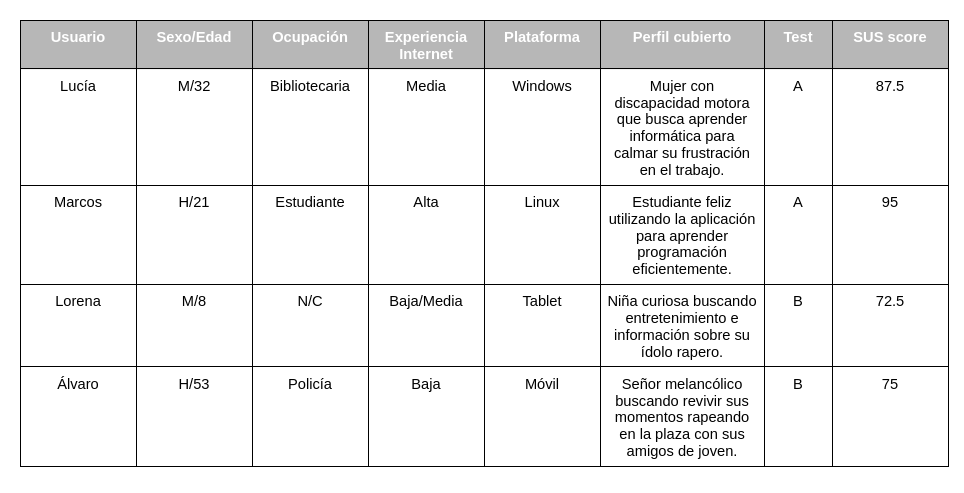 Usuario Sexo/Edad Ocupación Experiencia Internet Plataforma Perfil cubierto Test SUS score
Lucía M/32 Bibliotecaria Media Windows Mujer con A 87.5
discapacidad motora
que busca aprender
informática para
calmar su frustración
en el trabajo.
Marcos H/21 Estudiante Alta Linux Estudiante feliz A 95
utilizando la aplicación
para aprender
programación
eficientemente.
Lorena M/8 N/C Baja/Media Tablet Niña curiosa buscando B 72.5
entretenimiento e
información sobre su
ídolo rapero.
Álvaro H/53 Policía Baja Móvil Señor melancólico B 75
buscando revivir sus
momentos rapeando
en la plaza con sus
amigos de joven.